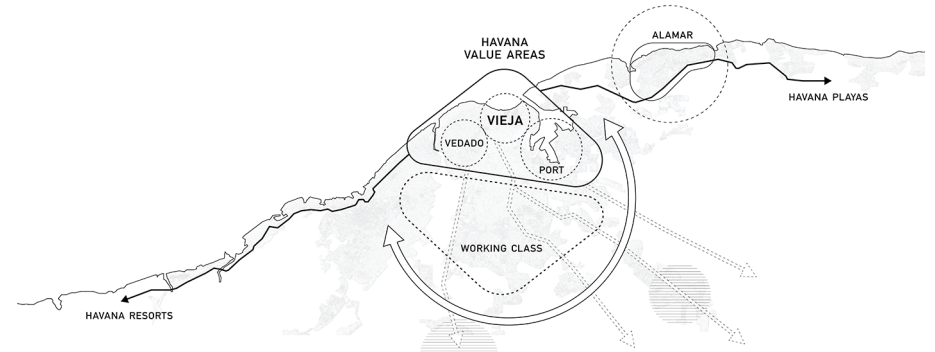 ALAMAR
HAVANA
VALUE AREAS
HAVANA PLAYAS
VIEJA
VEDADO
PORT
WORKING CLASS
HAVANA RESORTS